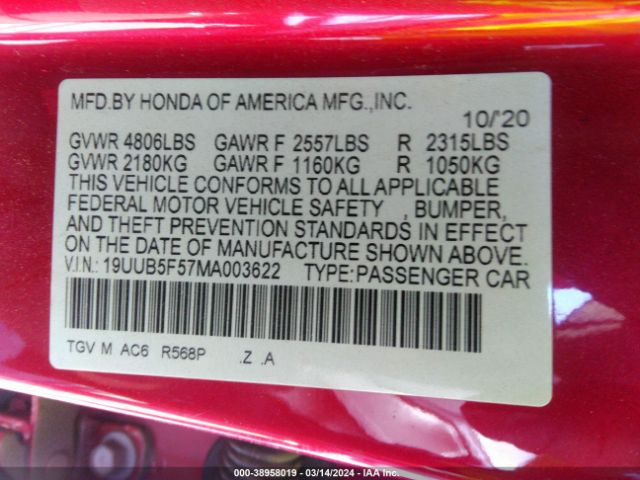 MFD.BY HONDA OF AMERICA MFG.,INC.
10/'20
GVWR 4806LBS GAWR F 2557LBS R 2315LBS
GVWR 2180KG GAWR F 1160KG R 1050KG
THIS VEHICLE CONFORMS TO ALL APPLICABLE
FEDERAL MOTOR VEHICLE SAFETY , BUMPER,
AND THEFT PREVENTION STANDARDS IN EFFECT
ON THE DATE OF MANUFACTURE SHOWN ABOVE.
V.I.N.: 19UUB5F57MA003622 TYPE:PASSENGER CAR
TGV M AC6 R568P .Z .A
000-38958019 — 03/14/2024 — IAA Inc.